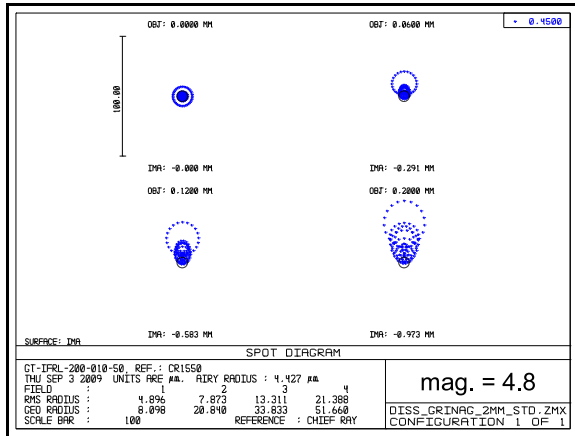 OBJ: 0.0000 MM
OBJ: 0.0600 MM
0.4500
100.00
IMA: -0.000 MM
IMA: -0.291 MM
OBJ: 0.1200 MM
OBJ: 0.2000 MM
IMA: -0.583 MM
IMA: -0.973 MM
SURFACE: IMA
SPOT DIAGRAM
GT-IFRL-200-010-50, REF.: CR1550
THU SEP 3 2009 UNITS ARE µm. AIRY RADIUS : 4.427 µm
FIELD : 1 2 3 4
RMS RADIUS : 4.896 7.873 13.311 21.388
GEO RADIUS : 8.098 20.840 33.833 51.660
SCALE BAR : 100 REFERENCE : CHIEF RAY
mag. = 4.8
DISS_GRINAG_2MM_STD.ZMX
CONFIGURATION 1 OF 1